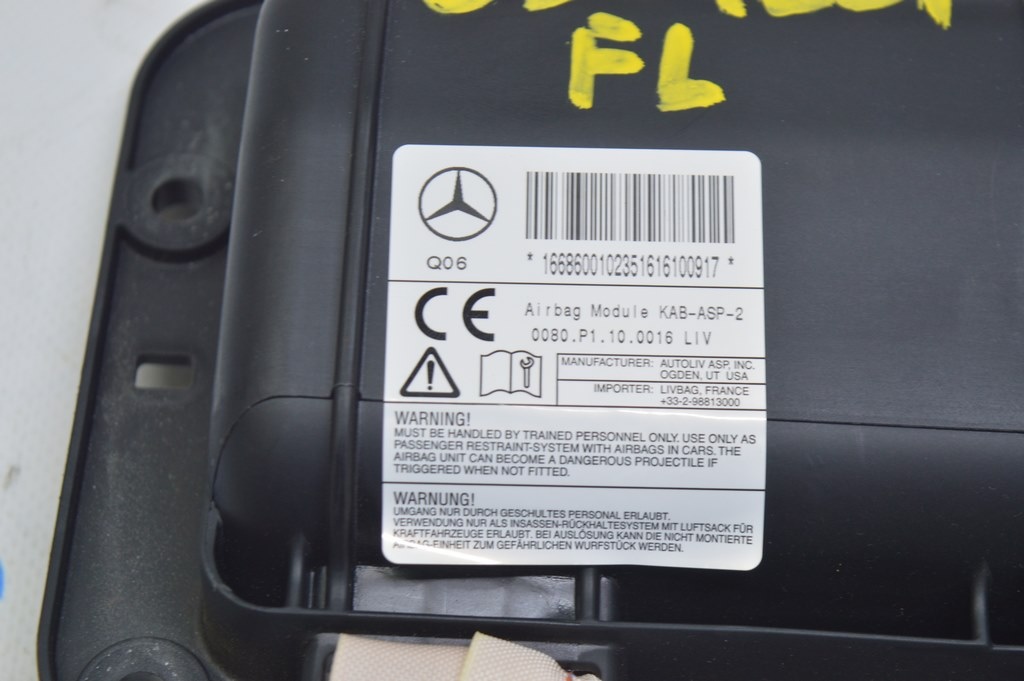 FL
Q06
* 1668600102351616100917 *
CE
Airbag Module KAB-ASP-2
0080.P1.10.0016 LIV
MANUFACTURER: AUTOLIV ASP, INC.
OGDEN, UT USA
IMPORTER: LIVBAG, FRANCE
+33-2-98813000
WARNING!
MUST BE HANDLED BY TRAINED PERSONNEL ONLY. USE ONLY AS
PASSENGER RESTRAINT-SYSTEM WITH AIRBAGS IN CARS. THE
AIRBAG UNIT CAN BECOME A DANGEROUS PROJECTILE IF
TRIGGERED WHEN NOT FITTED.
WARNUNG!
UMGANG NUR DURCH GESCHULTES PERSONAL ERLAUBT.
VERWENDUNG NUR ALS INSASSEN-RÜCKHALTESYSTEM MIT LUFTSACK FÜR
KRAFTFAHRZEUGE ERLAUBT. BEI AUSLÖSUNG KANN DIE NICHT MONTIERTE
AIRBAG-EINHEIT ZUM GEFÄHRLICHEN WURFSTÜCK WERDEN.